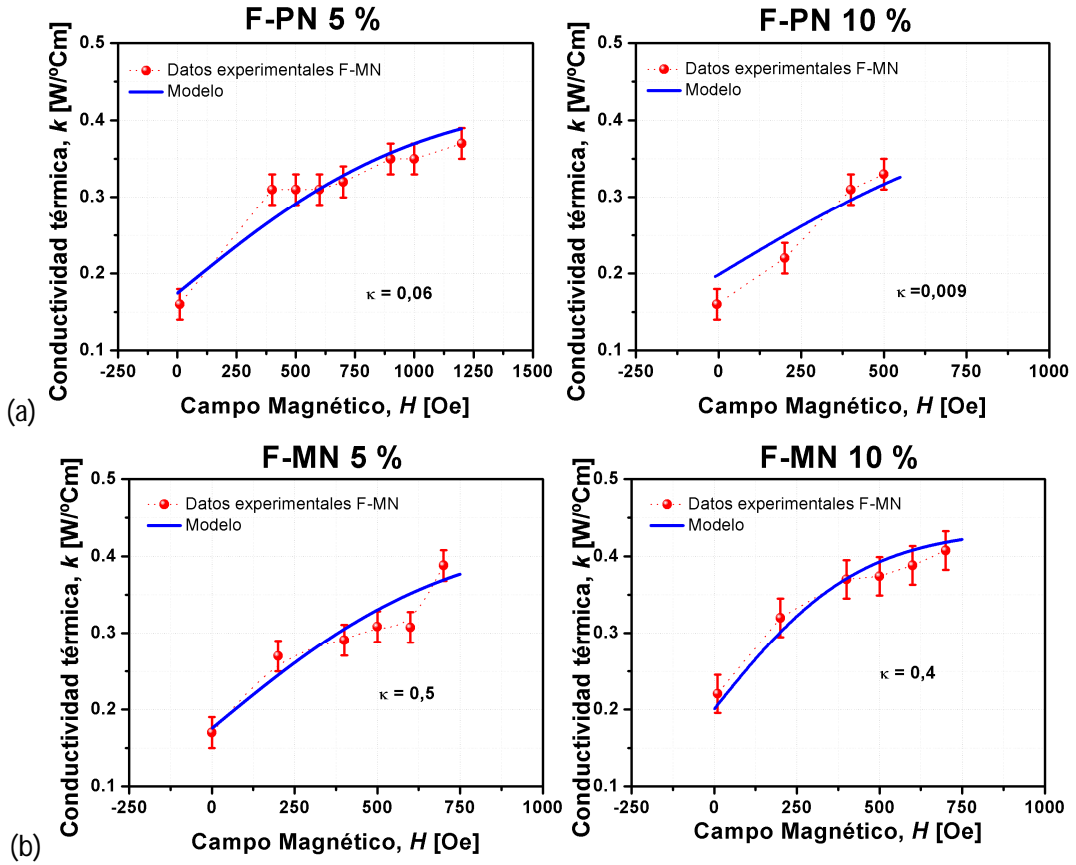 F-PN 5 %
0.5
0.4
0.3
0.2
0.1
Conductividad térmica, k [W/ºCm]
Datos experimentales F-MN
Modelo
κ = 0,06
-250 0 250 500 750 1000 1250 1500
Campo Magnético, H [Oe]
F-PN 10 %
0.5
0.4
0.3
0.2
0.1
Conductividad térmica, k [W/ºCm]
Datos experimentales F-MN
Modelo
κ =0,009
-250 0 250 500 750 1000
Campo Magnético, H [Oe]
(a)
F-MN 5 %
0.5
0.4
0.3
0.2
0.1
Conductividad térmica, k [W/ºCm]
Datos experimentales F-MN
Modelo
κ = 0,5
-250 0 250 500 750 1000
Campo Magnético, H [Oe]
F-MN 10 %
0.5
0.4
0.3
0.2
0.1
Conductividad térmica, k [W/ºCm]
Datos experimentales F-MN
Modelo
κ = 0,4
-250 0 250 500 750 1000
Campo Magnético, H [Oe]
(b)